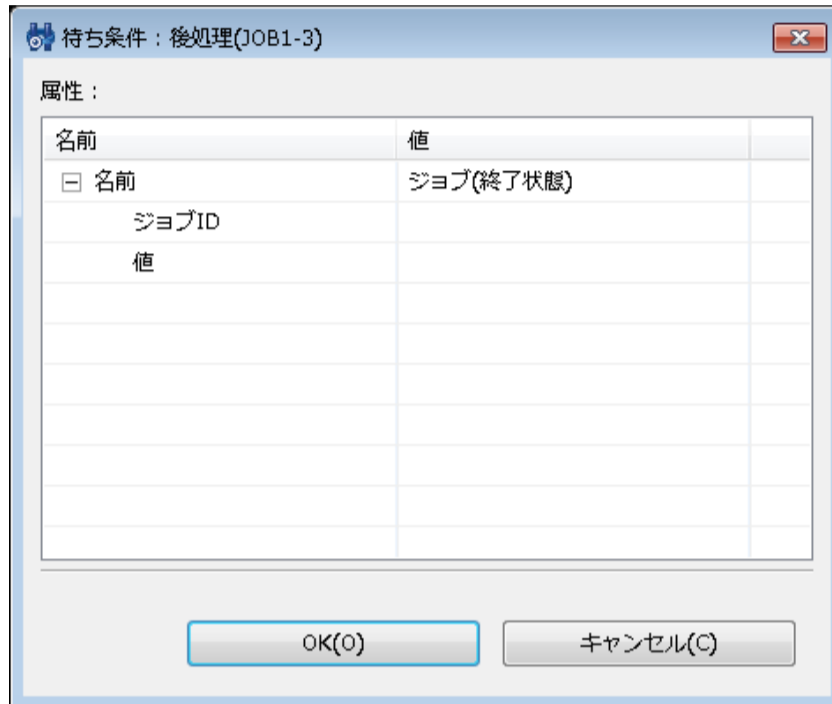 待ち条件：後処理(JOB1-3)
属性：
名前 値
名前 ジョブ(終了状態)
ジョブID
値
OK(O) キャンセル(C)